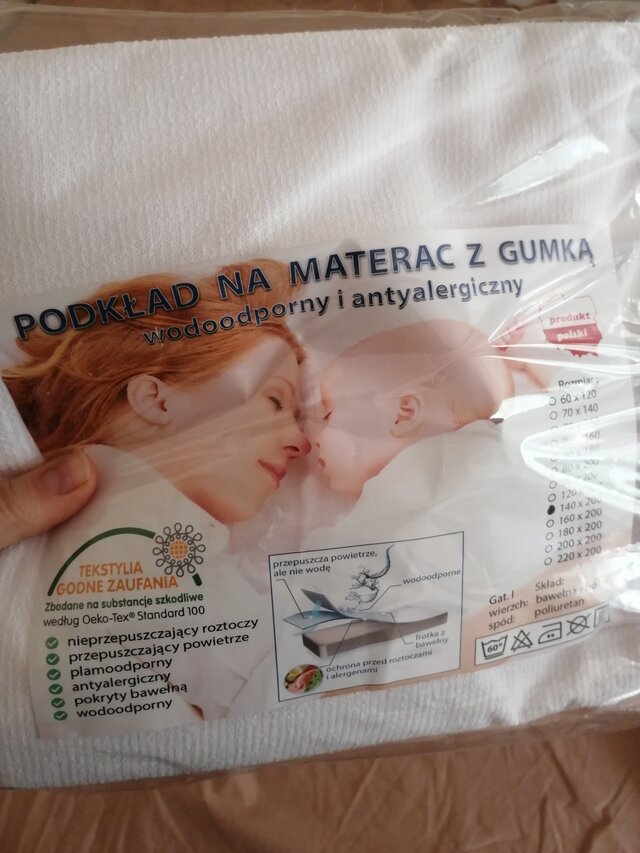 PODKŁAD NA MATERAC Z GUMKĄ
wodoodporny i antyalergiczny
produkt
polski
Rozmiar:
60 x 120
70 x 140
160
80 x 200
120 x
140 x 200
160 x 200
180 x 200
200 x 200
220 x 200
TEKSTYLIA
GODNE ZAUFANIA
Zbadane na substancje szkodliwe
według Oeko-Tex® Standard 100
nieprzepuszczający roztoczy
przepuszczający powietrze
plamoodporny
antyalergiczny
pokryty bawełną
wodoodporny
przepuszcza powietrze,
ale nie wodę
wodoodporne
frotka z
bawełny
ochrona przed roztoczami
i alergenami
Gat. I
Skład:
wierzch: bawełna
spód: poliuretan
60°